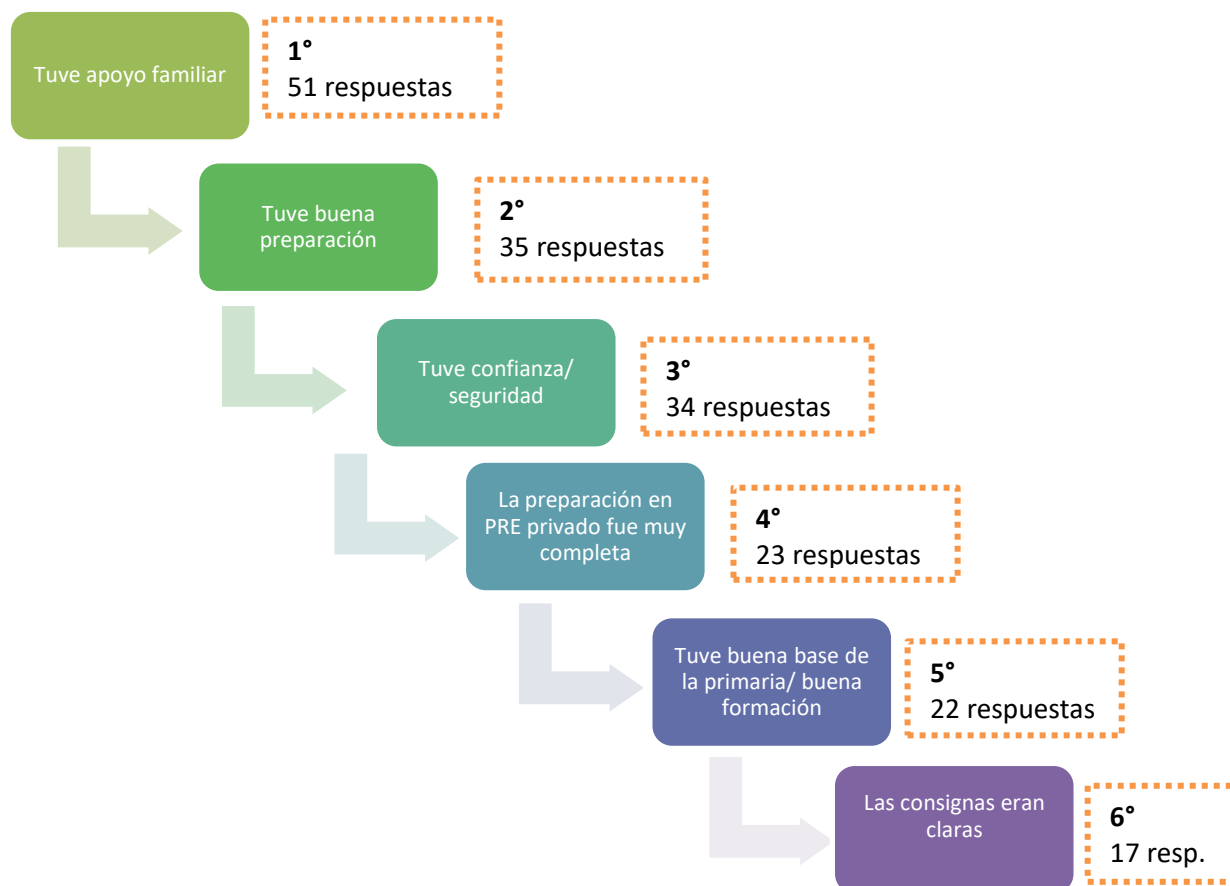 Tuve apoyo familiar
1°
51 respuestas
Tuve buena
preparación
2°
35 respuestas
Tuve confianza/
seguridad
3°
34 respuestas
La preparación en
PRE privado fue muy
completa
4°
23 respuestas
Tuve buena base de
la primaria/ buena
formación
5°
22 respuestas
Las consignas eran
claras
6°
17 resp.